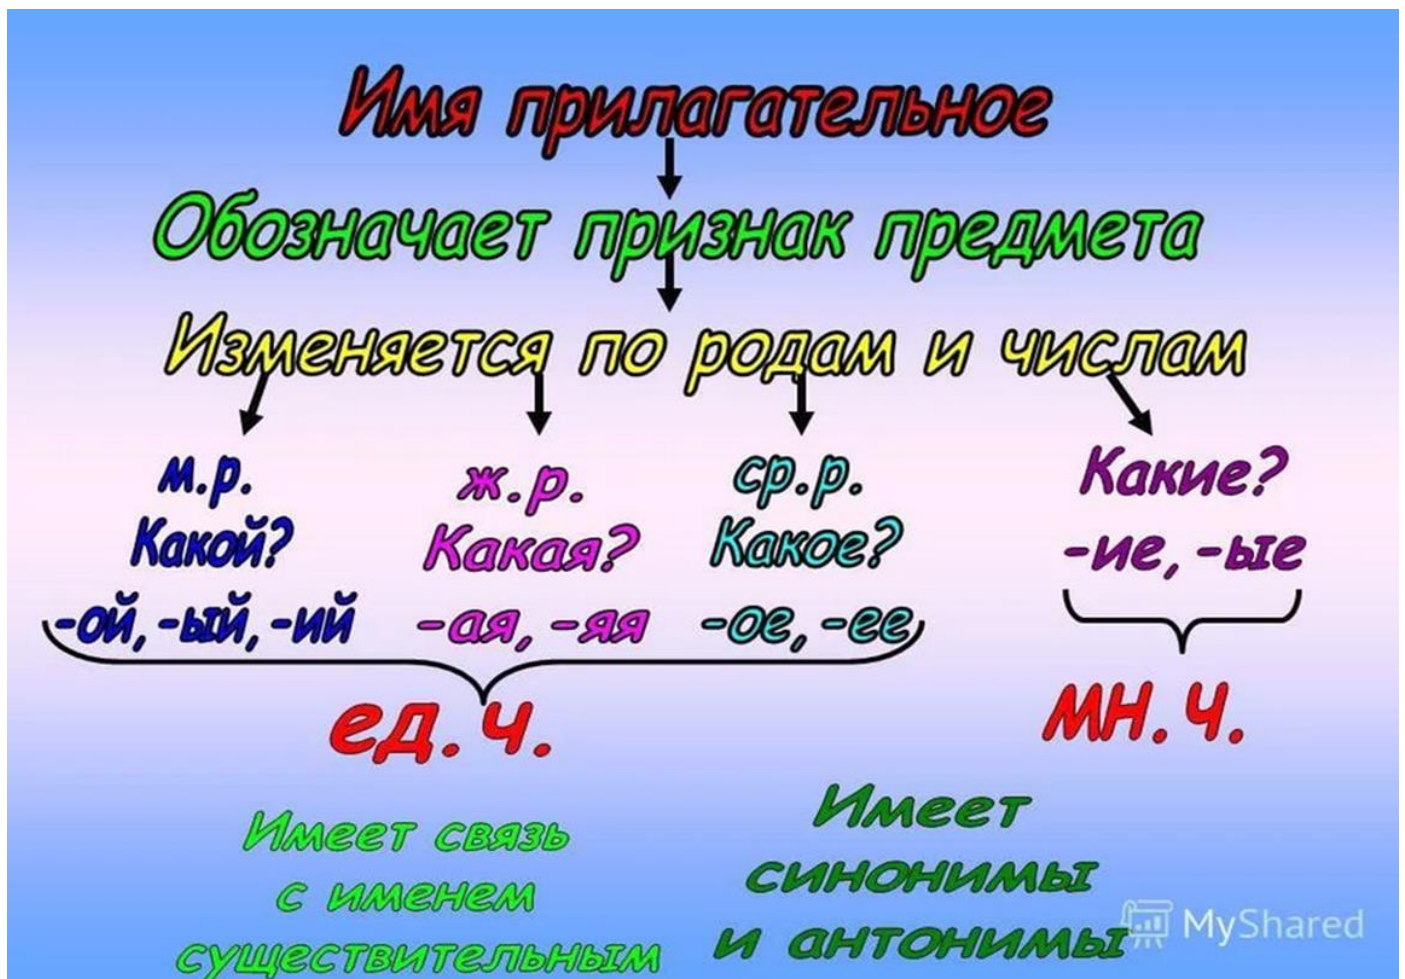 Имя прилагательное
Обозначает признак предмета
Изменяется по родам и числам
м.р.
Какой?
-ой, -ый, -ий
ж.р.
Какая?
-ая, -яя
ср.р.
Какое?
-ое, -ее
Какие?
-ие, -ые
ед.ч.
мн.ч.
Имеет связь
с именем
существительным
Имеет
синонимы
и антонимы
MyShared